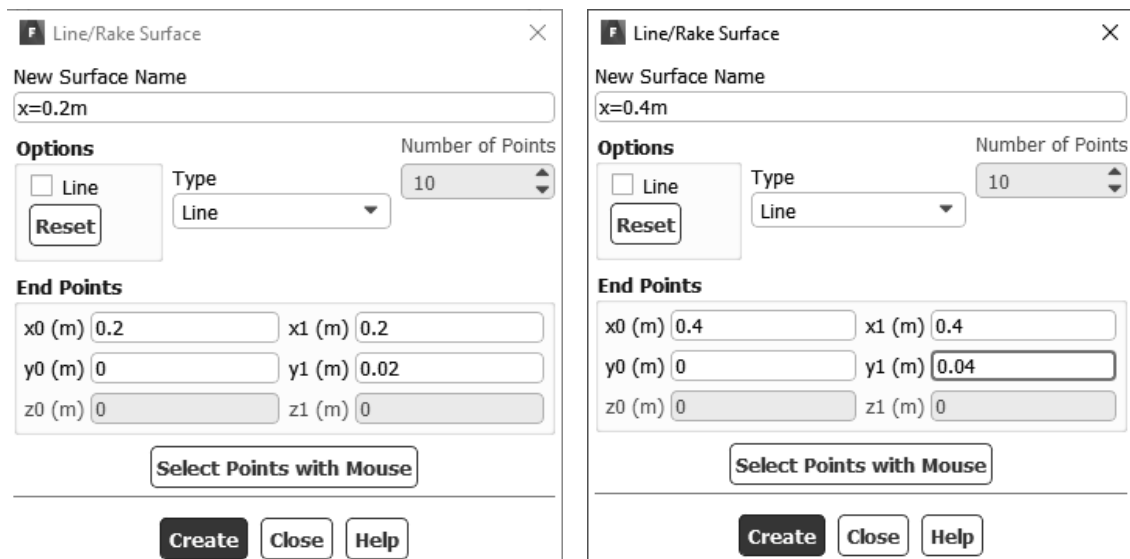 F Line/Rake Surface
New Surface Name
x=0.2m
Options
Number of Points
Line
Type
10
Reset
Line
End Points
x0 (m) 0.2 x1 (m) 0.2
y0 (m) 0 y1 (m) 0.02
z0 (m) 0 z1 (m) 0
Select Points with Mouse
Create Close Help
F Line/Rake Surface
New Surface Name
x=0.4m
Options
Number of Points
Line
Type
10
Reset
Line
End Points
x0 (m) 0.4 x1 (m) 0.4
y0 (m) 0 y1 (m) 0.04
z0 (m) 0 z1 (m) 0
Select Points with Mouse
Create Close Help